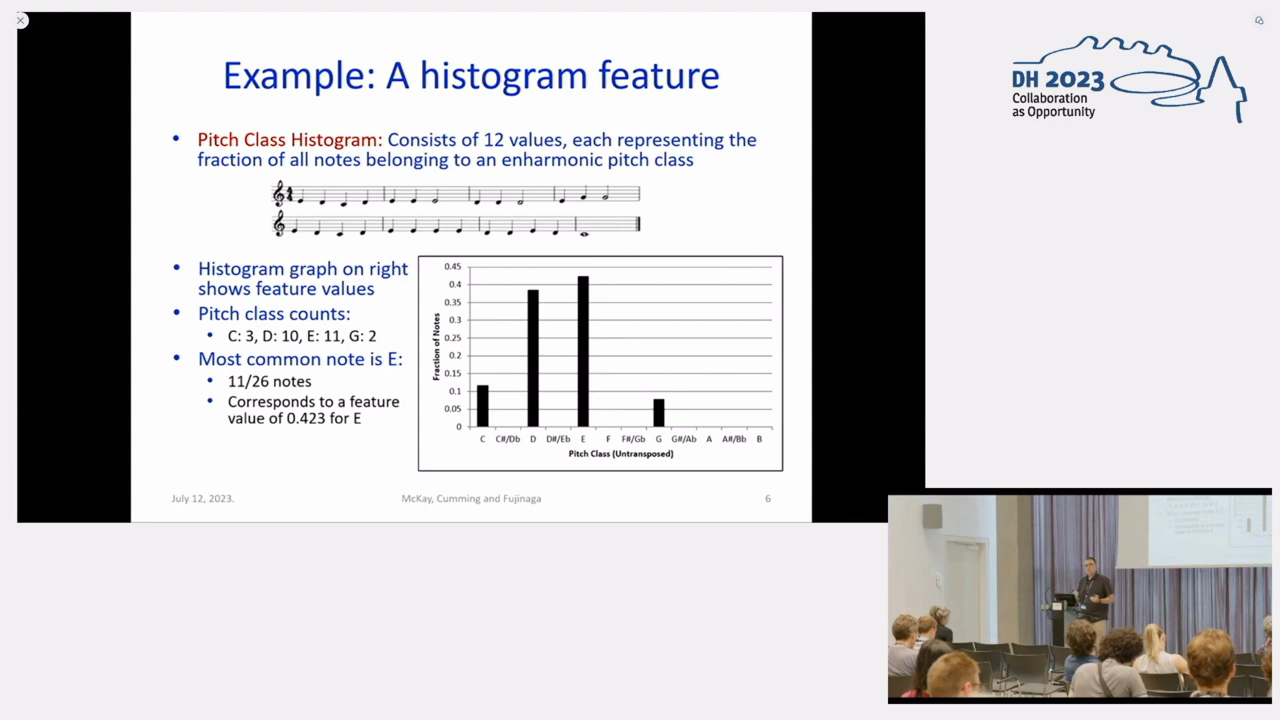 Example: A histogram feature
• Pitch Class Histogram: Consists of 12 values, each representing the
fraction of all notes belonging to an enharmonic pitch class
• Histogram graph on right
shows feature values
• Pitch class counts:
• C: 3, D: 10, E: 11, G: 2
• Most common note is E:
• 11/26 notes
• Corresponds to a feature
value of 0.423 for E
Fraction of Notes
0.45
0.4
0.35
0.3
0.25
0.2
0.15
0.1
0.05
0
C C#/Db D D#/Eb E F F#/Gb G G#/Ab A A#/Bb B
Pitch Class (Untransposed)
July 12, 2023. McKay, Cumming and Fujinaga 6
DH 2023
Collaboration
as Opportunity